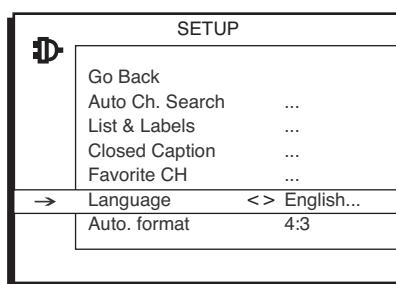 SETUP
Go Back
Auto Ch. Search ...
List & Labels ...
Closed Caption ...
Favorite CH ...
→ Language < > English...
Auto. format 4:3